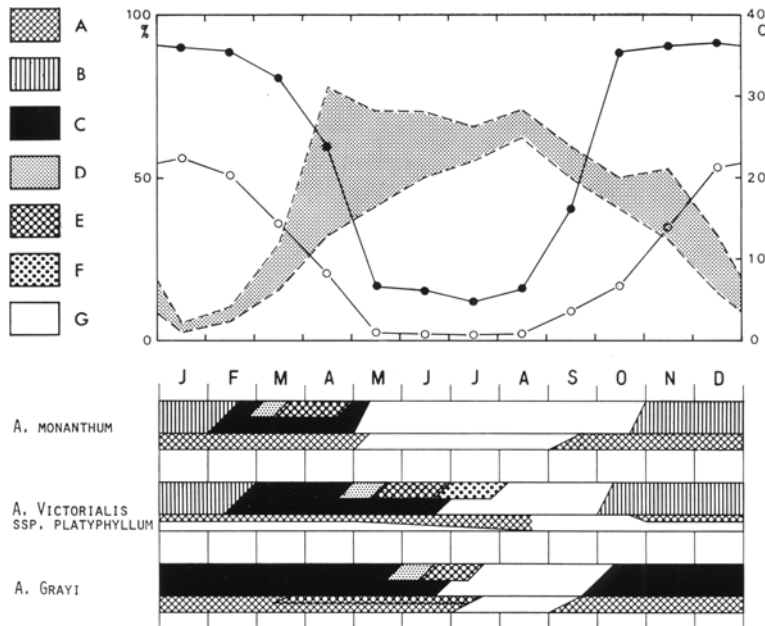 A
B
C
D
E
F
G
100
%
50
0
40
C
30
20
10
0
J F M A M J J A S O N D
A. MONANTHUM
A. VICTORIALIS
SSP. PLATYPHYLLUM
A. GRAYI